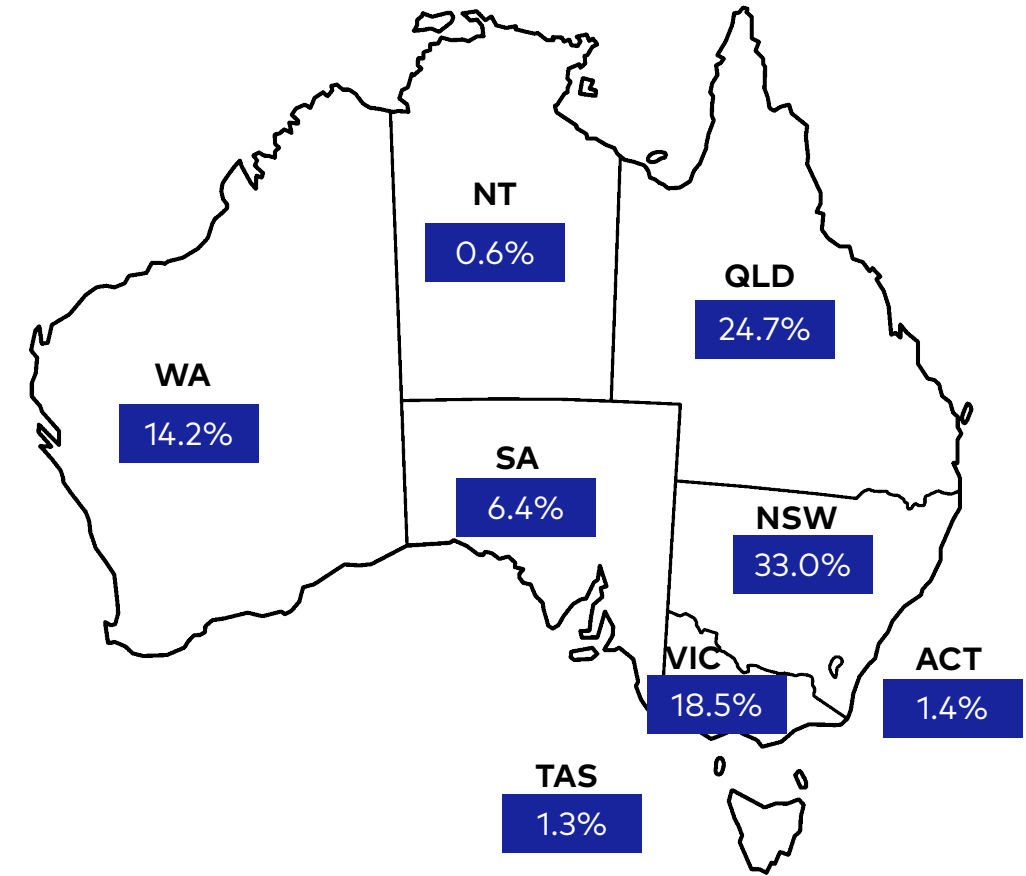 NT
0.6%
QLD
24.7%
WA
14.2%
SA
6.4%
NSW
33.0%
VIC
18.5%
ACT
1.4%
TAS
1.3%